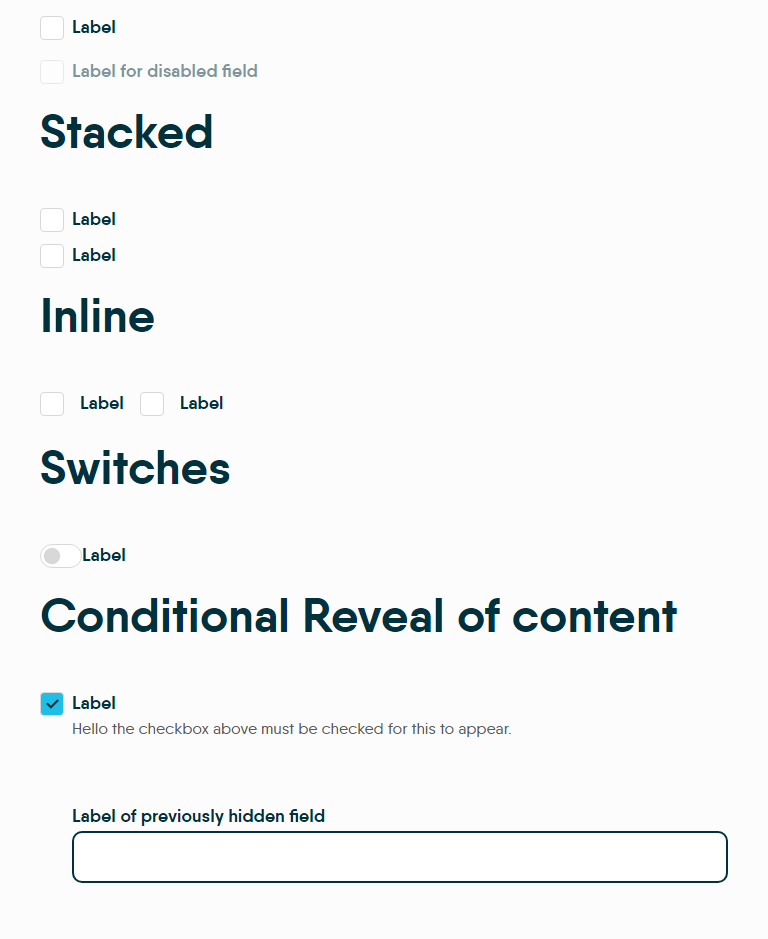 Label
Label for disabled field
Stacked
Label
Label
Inline
Label Label
Switches
Label
Conditional Reveal of content
Label
Hello the checkbox above must be checked for this to appear.
Label of previously hidden field